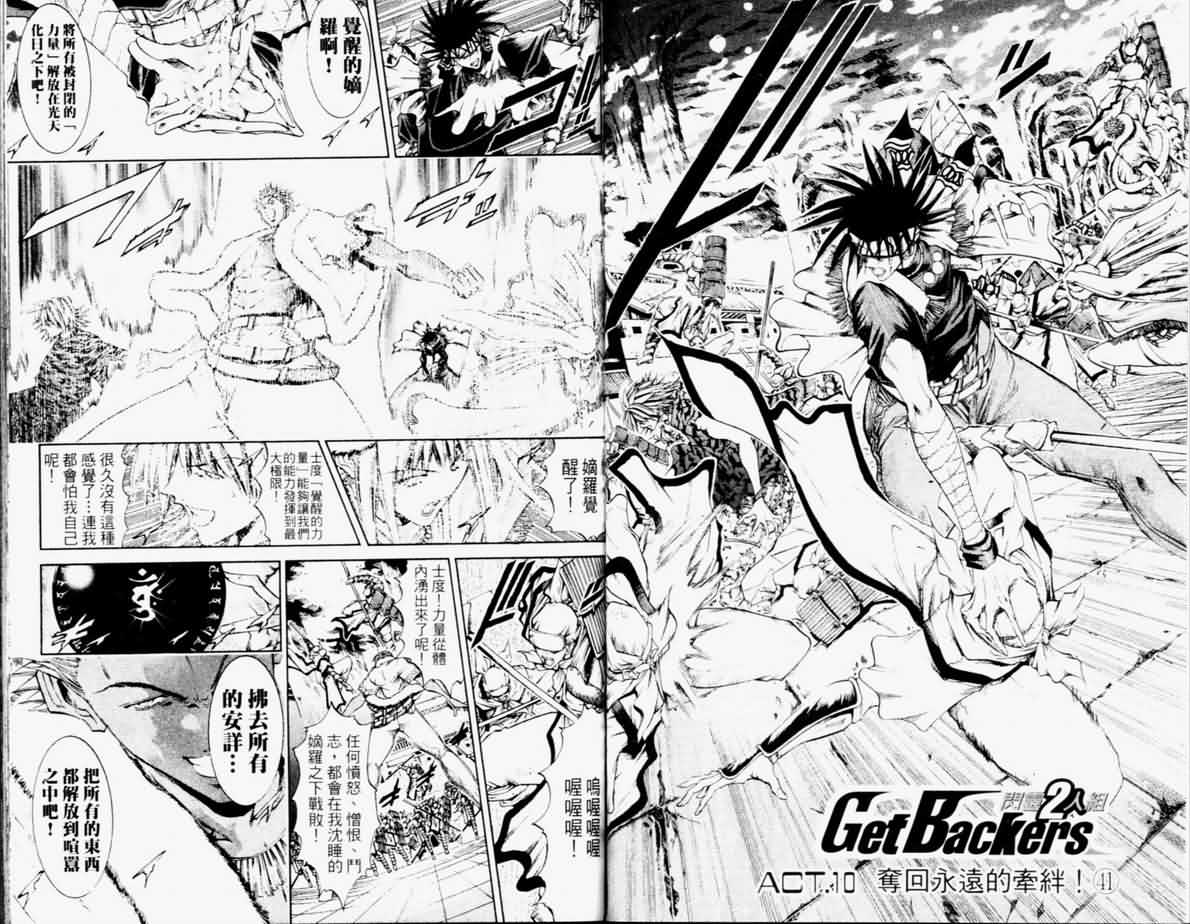 閃靈2人組
GetBackers
ACT.10 奪回永遠的牽絆！㊶
覺醒的嫡
羅啊！
將所有被封閉的「
力量」解放在光天
化日之下吧！
嫡羅覺
醒了！
士度「覺醒的力
量」能夠讓我們
的能力發揮到最
大極限！
很久沒有這種
感覺了…連我
都會怕我自己
呢！
嗚喔喔喔
喔喔喔！
士度！力量從體
內湧出來了呢！
任何憤怒、憎恨、鬥
志，都會在我沈睡的
嫡羅之下戰敗！
拂去所有
的安詳…
把所有的東西
都解放到喧囂
之中吧！